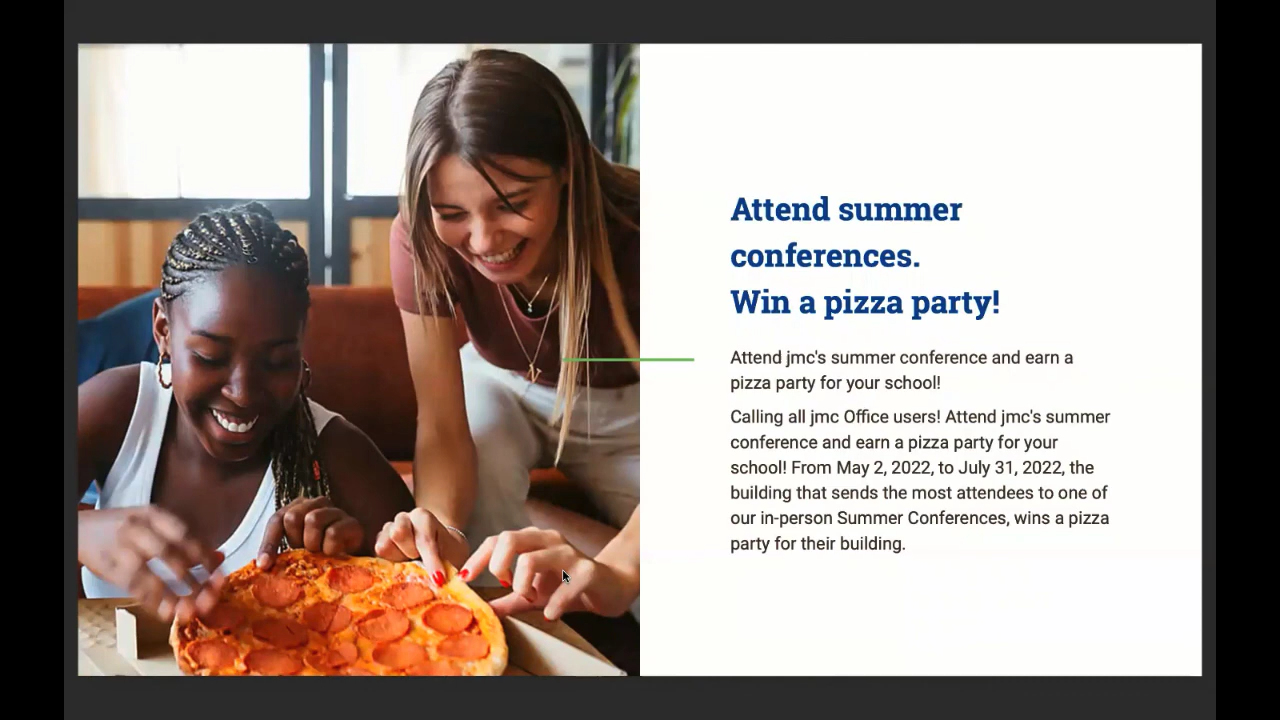 Attend summer
conferences.
Win a pizza party!
Attend jmc's summer conference and earn a
pizza party for your school!
Calling all jmc Office users! Attend jmc's summer
conference and earn a pizza party for your
school! From May 2, 2022, to July 31, 2022, the
building that sends the most attendees to one of
our in-person Summer Conferences, wins a pizza
party for their building.